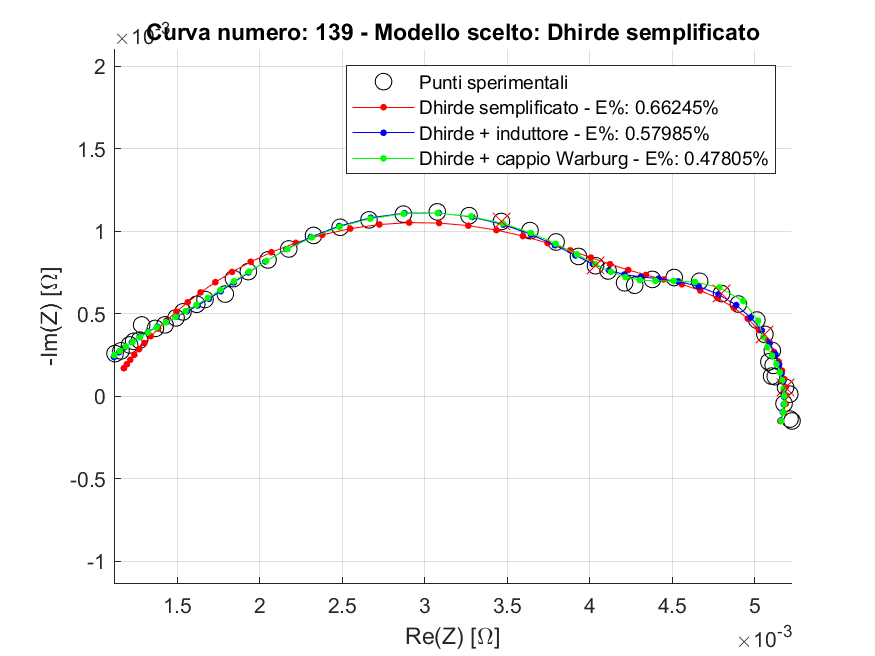 Curva numero: 139 - Modello scelto: Dhirde semplificato
×10⁻³
Punti sperimentali
Dhirde semplificato - E%: 0.66245%
Dhirde + induttore - E%: 0.57985%
Dhirde + cappio Warburg - E%: 0.47805%
2
1.5
1
0.5
0
-0.5
-1
-Im(Z) [Ω]
1.5 2 2.5 3 3.5 4 4.5 5
Re(Z) [Ω]
×10⁻³